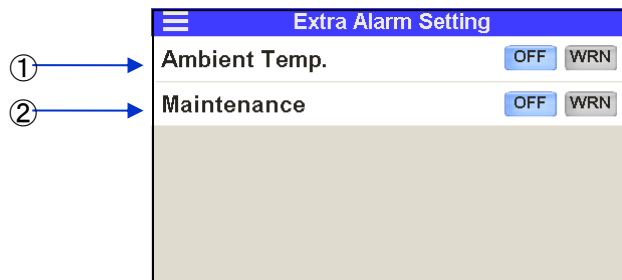 Extra Alarm Setting
① Ambient Temp. OFF WRN
② Maintenance OFF WRN